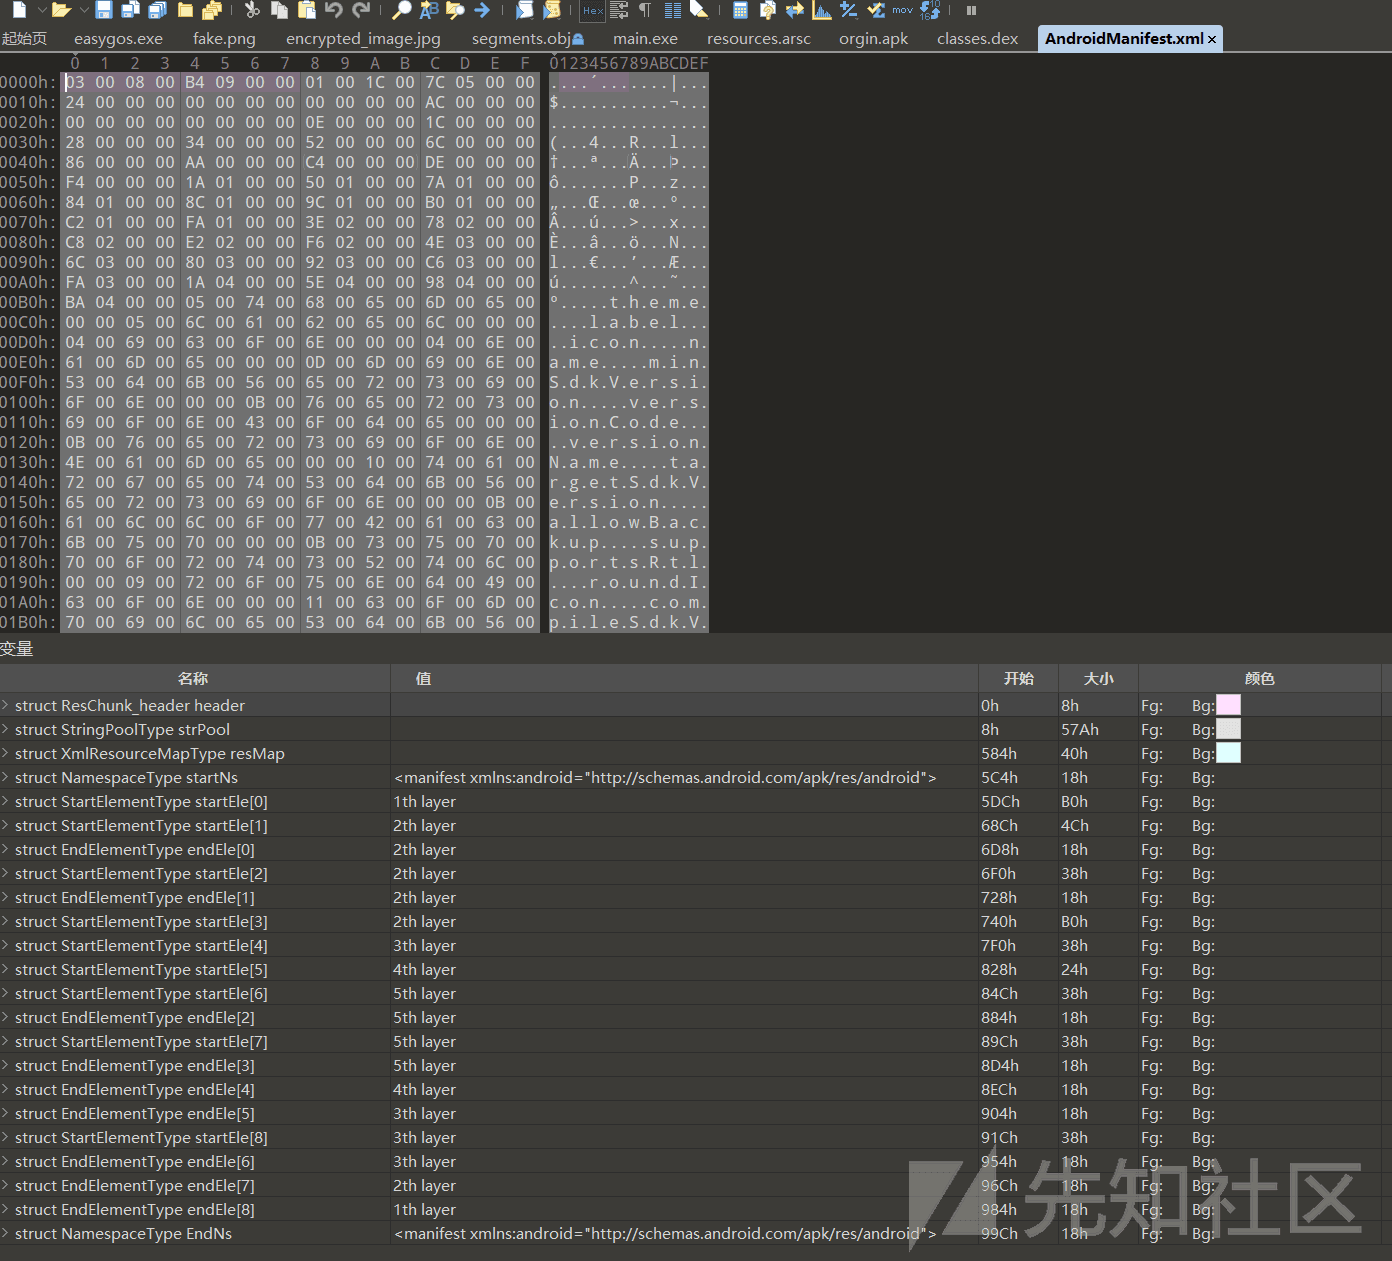 起始页 easygos.exe fake.png encrypted_image.jpg segments.obj main.exe resources.arsc orgin.apk classes.dex AndroidManifest.xml ×
0 1 2 3 4 5 6 7 8 9 A B C D E F 0123456789ABCDEF
0000h: 03 00 08 00 B4 09 00 00 01 00 1C 00 7C 05 00 00 ....´.......|...
0010h: 24 00 00 00 00 00 00 00 00 00 00 00 AC 00 00 00 $...........¬...
0020h: 00 00 00 00 00 00 00 00 0E 00 00 00 1C 00 00 00 ................
0030h: 28 00 00 00 34 00 00 00 52 00 00 00 6C 00 00 00 (...4...R...l...
0040h: 86 00 00 00 AA 00 00 00 C4 00 00 00 DE 00 00 00 †...ª...Ä...Þ...
0050h: F4 00 00 00 1A 01 00 00 50 01 00 00 7A 01 00 00 ô.......P...z...
0060h: 84 01 00 00 8C 01 00 00 9C 01 00 00 B0 01 00 00 „...Œ...œ...°...
0070h: C2 01 00 00 FA 01 00 00 3E 02 00 00 78 02 00 00 Â...ú...>...x...
0080h: C8 02 00 00 E2 02 00 00 F6 02 00 00 4E 03 00 00 È...â...ö...N...
0090h: 6C 03 00 00 80 03 00 00 92 03 00 00 C6 03 00 00 l...€...’...Æ...
00A0h: FA 03 00 00 1A 04 00 00 5E 04 00 00 98 04 00 00 ú.......^...˜...
00B0h: BA 04 00 00 05 00 74 00 68 00 65 00 6D 00 65 00 º.....t.h.e.m.e.
00C0h: 00 00 05 00 6C 00 61 00 62 00 65 00 6C 00 00 00 ....l.a.b.e.l...
00D0h: 04 00 69 00 63 00 6F 00 6E 00 00 00 04 00 6E 00 ..i.c.o.n.....n.
00E0h: 61 00 6D 00 65 00 00 00 0D 00 6D 00 69 00 6E 00 a.m.e.....m.i.n.
00F0h: 53 00 64 00 6B 00 56 00 65 00 72 00 73 00 69 00 S.d.k.V.e.r.s.i.
0100h: 6F 00 6E 00 00 00 0B 00 76 00 65 00 72 00 73 00 o.n.....v.e.r.s.
0110h: 69 00 6F 00 6E 00 43 00 6F 00 64 00 65 00 00 00 i.o.n.C.o.d.e...
0120h: 0B 00 76 00 65 00 72 00 73 00 69 00 6F 00 6E 00 ..v.e.r.s.i.o.n.
0130h: 4E 00 61 00 6D 00 65 00 00 00 10 00 74 00 61 00 N.a.m.e.....t.a.
0140h: 72 00 67 00 65 00 74 00 53 00 64 00 6B 00 56 00 r.g.e.t.S.d.k.V.
0150h: 65 00 72 00 73 00 69 00 6F 00 6E 00 00 00 0B 00 e.r.s.i.o.n.....
0160h: 61 00 6C 00 6C 00 6F 00 77 00 42 00 61 00 63 00 a.l.l.o.w.B.a.c.
0170h: 6B 00 75 00 70 00 00 00 0B 00 73 00 75 00 70 00 k.u.p.....s.u.p.
0180h: 70 00 6F 00 72 00 74 00 73 00 52 00 74 00 6C 00 p.o.r.t.s.R.t.l.
0190h: 00 00 09 00 72 00 6F 00 75 00 6E 00 64 00 49 00 ....r.o.u.n.d.I.
01A0h: 63 00 6F 00 6E 00 00 00 11 00 63 00 6F 00 6D 00 c.o.n.....c.o.m.
01B0h: 70 00 69 00 6C 00 65 00 53 00 64 00 6B 00 56 00 p.i.l.e.S.d.k.V.
变量
名称 值 开始 大小 颜色
struct ResChunk_header header 0h 8h Fg: Bg:
struct StringPoolType strPool 8h 57Ah Fg: Bg:
struct XmlResourceMapType resMap 584h 40h Fg: Bg:
struct NamespaceType startNs <manifest xmlns:android="http://schemas.android.com/apk/res/android"> 5C4h 18h Fg: Bg:
struct StartElementType startEle[0] 1th layer 5DCh B0h Fg: Bg:
struct StartElementType startEle[1] 2th layer 68Ch 4Ch Fg: Bg:
struct EndElementType endEle[0] 2th layer 6D8h 18h Fg: Bg:
struct StartElementType startEle[2] 2th layer 6F0h 38h Fg: Bg:
struct EndElementType endEle[1] 2th layer 728h 18h Fg: Bg:
struct StartElementType startEle[3] 2th layer 740h B0h Fg: Bg:
struct StartElementType startEle[4] 3th layer 7F0h 38h Fg: Bg:
struct StartElementType startEle[5] 4th layer 828h 24h Fg: Bg:
struct StartElementType startEle[6] 5th layer 84Ch 38h Fg: Bg:
struct EndElementType endEle[2] 5th layer 884h 18h Fg: Bg:
struct StartElementType startEle[7] 5th layer 89Ch 38h Fg: Bg:
struct EndElementType endEle[3] 5th layer 8D4h 18h Fg: Bg:
struct EndElementType endEle[4] 4th layer 8ECh 18h Fg: Bg:
struct EndElementType endEle[5] 3th layer 904h 18h Fg: Bg:
struct StartElementType startEle[8] 3th layer 91Ch 38h Fg: Bg:
struct EndElementType endEle[6] 3th layer 954h 18h Fg: Bg:
struct EndElementType endEle[7] 2th layer 96Ch 18h Fg: Bg:
struct EndElementType endEle[8] 1th layer 984h 18h Fg: Bg:
struct NamespaceType EndNs <manifest xmlns:android="http://schemas.android.com/apk/res/android"> 99Ch 18h Fg: Bg:
先知社区